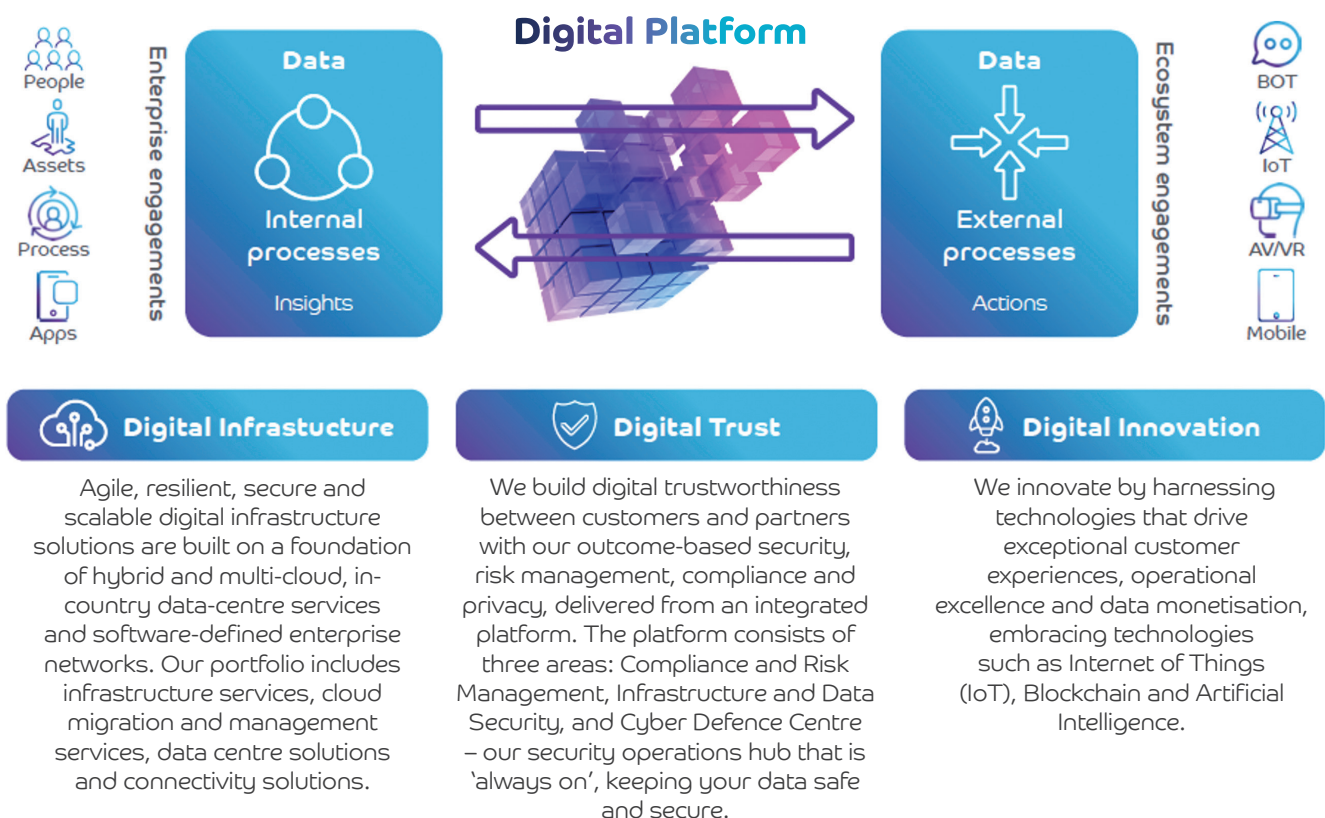 Digital Platform
People
Assets
Process
Apps
Enterprise engagements
Data
Internal
processes
Insights
Data
External
processes
Actions
Ecosystem engagements
BOT
IoT
AV/VR
Mobile
Digital Infrastucture
Agile, resilient, secure and
scalable digital infrastructure
solutions are built on a foundation
of hybrid and multi-cloud, in-
country data-centre services
and software-defined enterprise
networks. Our portfolio includes
infrastructure services, cloud
migration and management
services, data centre solutions
and connectivity solutions.
Digital Trust
We build digital trustworthiness
between customers and partners
with our outcome-based security,
risk management, compliance and
privacy, delivered from an integrated
platform. The platform consists of
three areas: Compliance and Risk
Management, Infrastructure and Data
Security, and Cyber Defence Centre
– our security operations hub that is
‘always on’, keeping your data safe
and secure.
Digital Innovation
We innovate by harnessing
technologies that drive
exceptional customer
experiences, operational
excellence and data monetisation,
embracing technologies
such as Internet of Things
(IoT), Blockchain and Artificial
Intelligence.